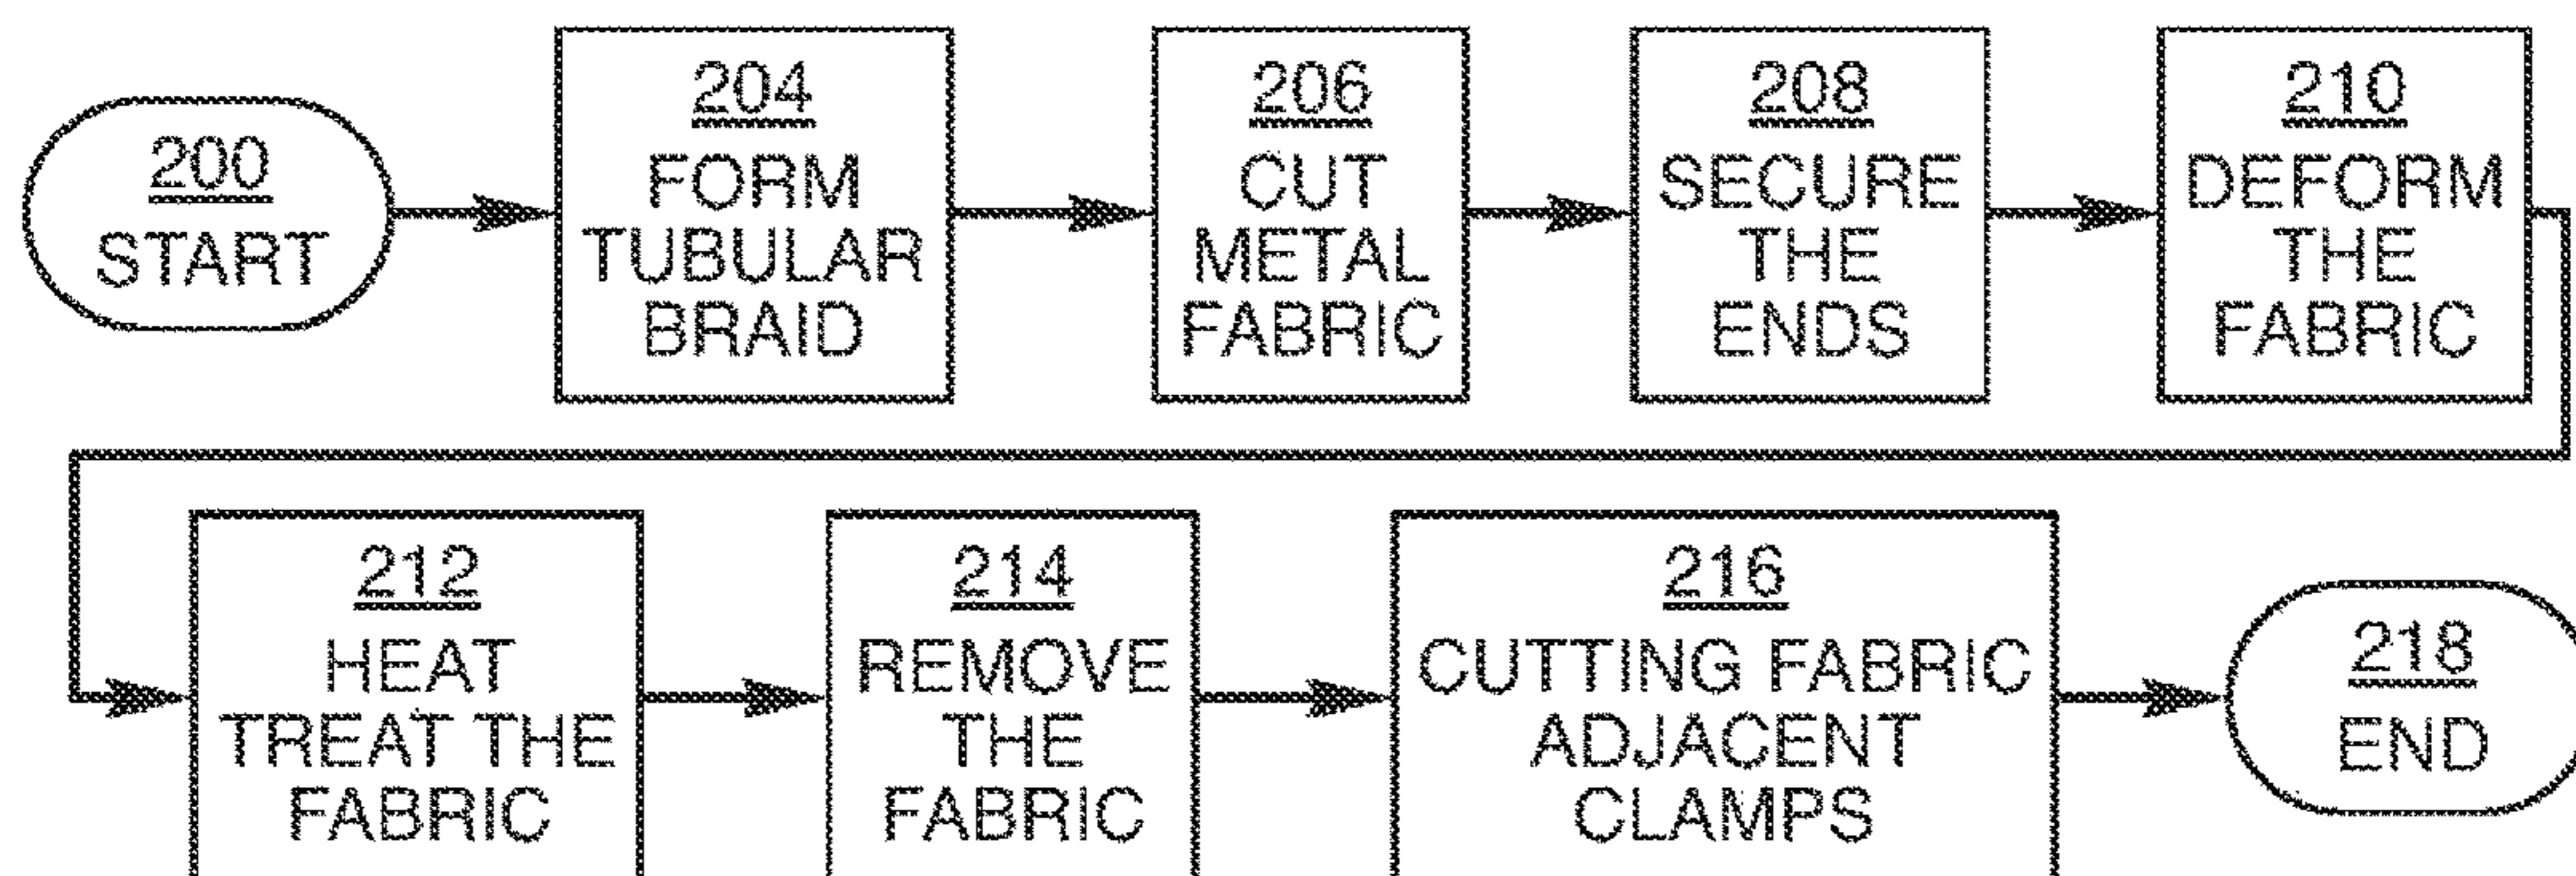 200
START
204
FORM
TUBULAR
BRAID
206
CUT
METAL
FABRIC
208
SECURE
THE
ENDS
210
DEFORM
THE
FABRIC
212
HEAT
TREAT THE
FABRIC
214
REMOVE
THE
FABRIC
216
CUTTING FABRIC
ADJACENT
CLAMPS
218
END